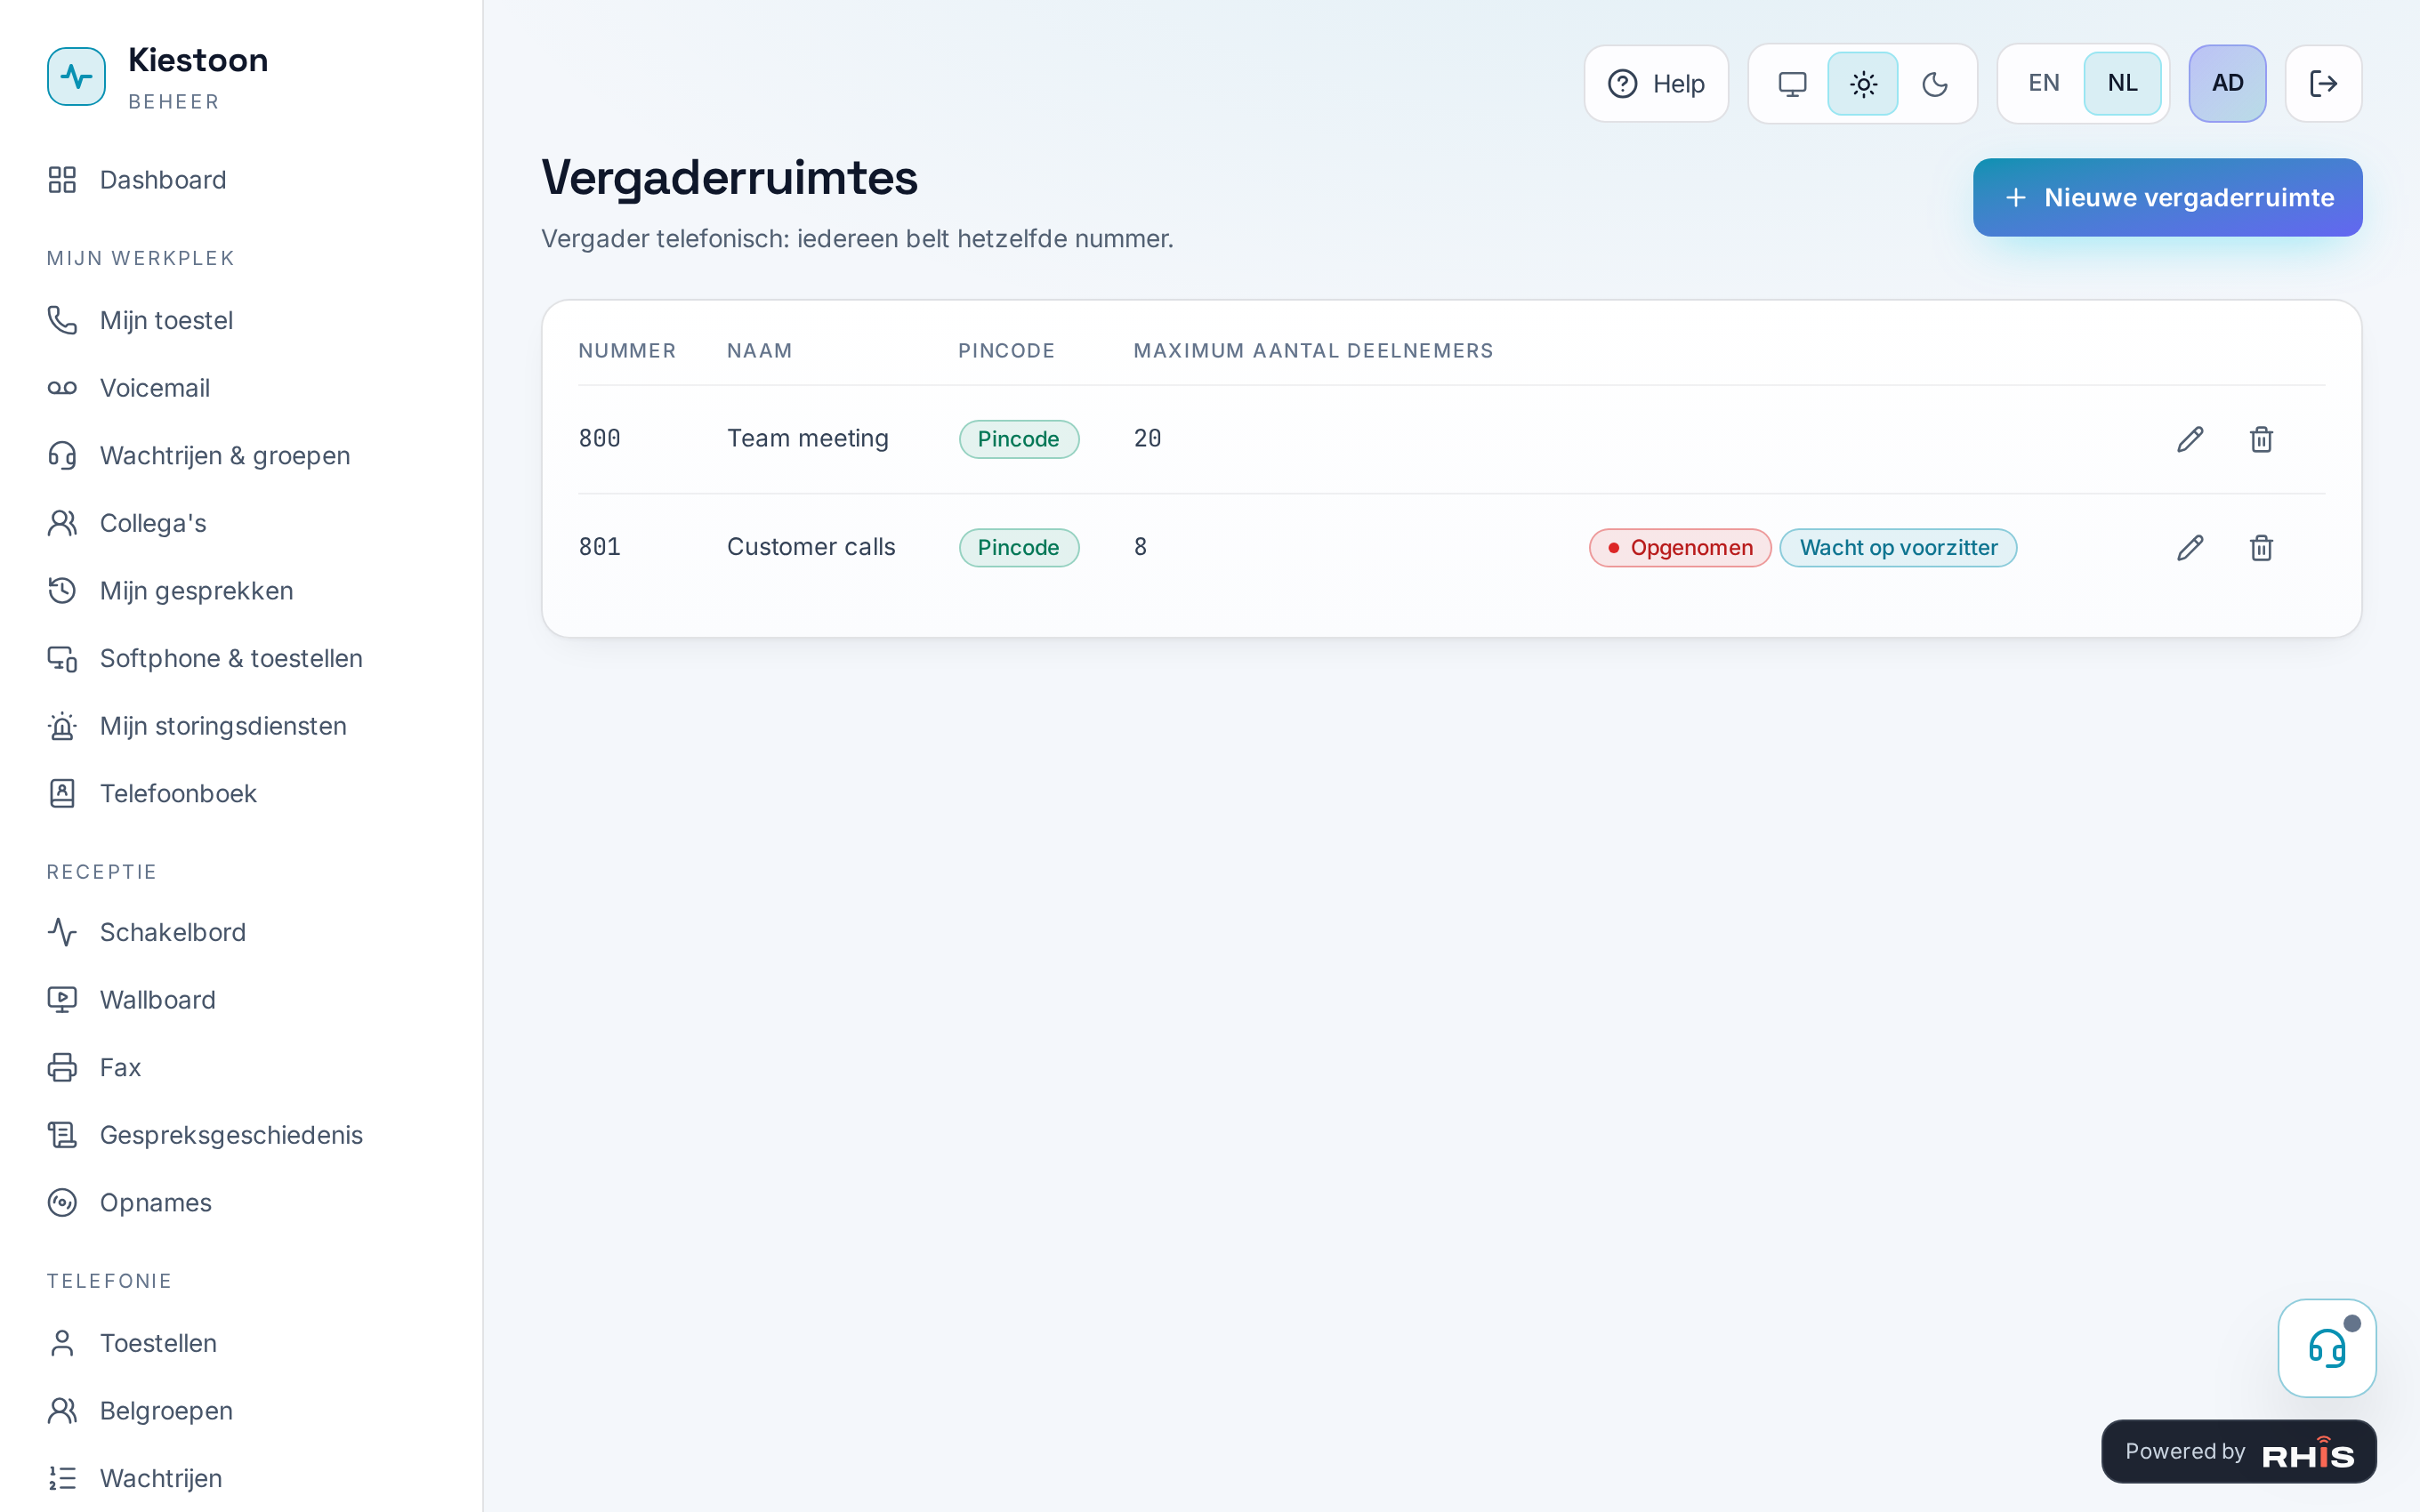 Kiestoon
BEHEER
Dashboard
MIJN WERKPLEK
Mijn toestel
Voicemail
Wachtrijen & groepen
Collega's
Mijn gesprekken
Softphone & toestellen
Mijn storingsdiensten
Telefoonboek
RECEPTIE
Schakelbord
Wallboard
Fax
Gespreksgeschiedenis
Opnames
TELEFONIE
Toestellen
Belgroepen
Wachtrijen
Help
EN NL
AD
Vergaderruimtes
Vergader telefonisch: iedereen belt hetzelfde nummer.
Nieuwe vergaderruimte
NUMMER NAAM PINCODE MAXIMUM AANTAL DEELNEMERS
800 Team meeting Pincode 20
801 Customer calls Pincode 8 Opgenomen Wacht op voorzitter
Powered by RHIS